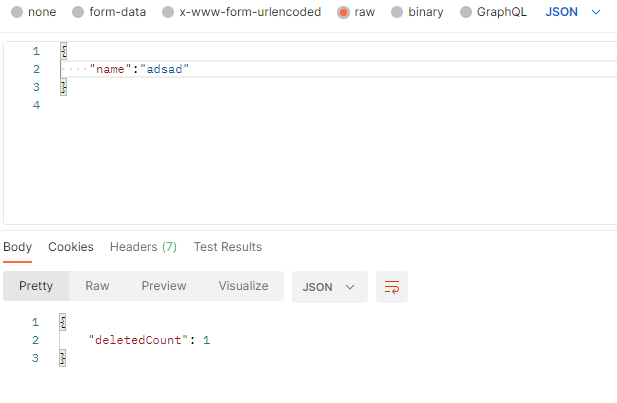 none form-data x-www-form-urlencoded raw binary GraphQL JSON
1 {
2 "name":"adsad"
3 }
4
Body Cookies Headers (7) Test Results
Pretty Raw Preview Visualize JSON
1 {
2 "deletedCount": 1
3 }